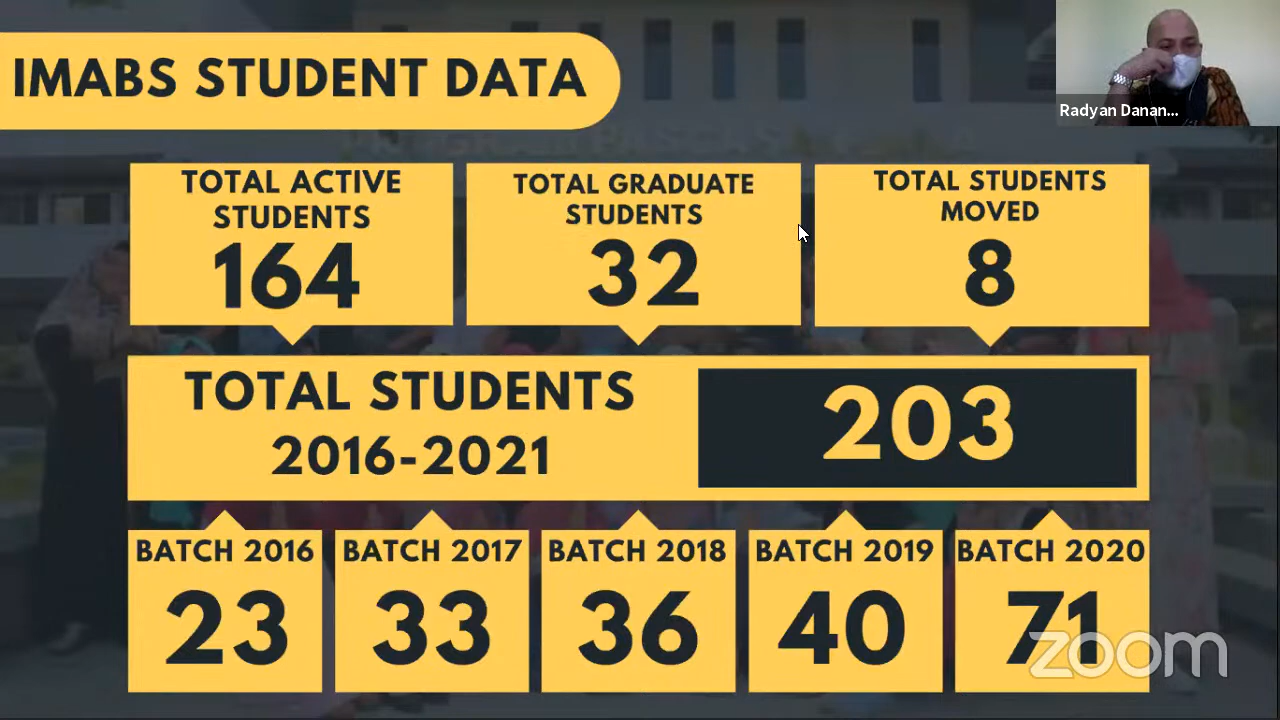 IMABS STUDENT DATA
Radyan Danan...
TOTAL ACTIVE
STUDENTS
164
TOTAL GRADUATE
STUDENTS
32
TOTAL STUDENTS
MOVED
8
TOTAL STUDENTS
2016-2021
203
BATCH 2016
23
BATCH 2017
33
BATCH 2018
36
BATCH 2019
40
BATCH 2020
71
zoom